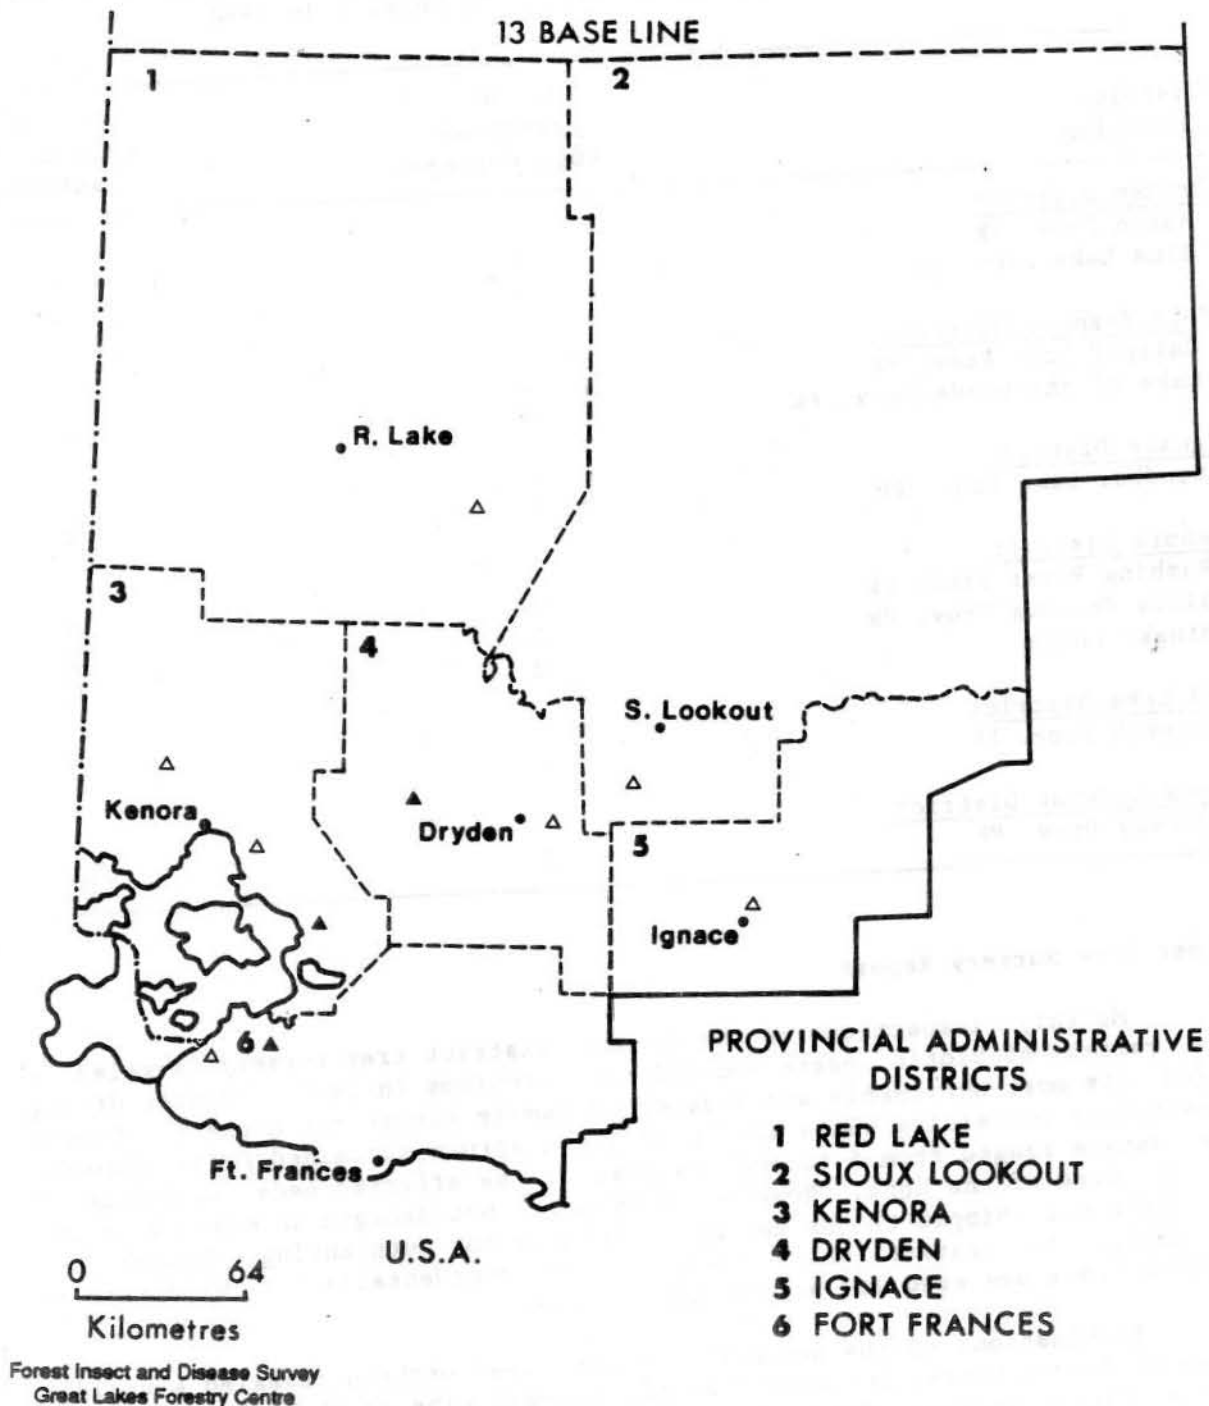 13 BASE LINE
1
2
R. Lake
3
4
S. Lookout
Kenora
Dryden
5
Ignace
6
Ft. Frances
U.S.A.
PROVINCIAL ADMINISTRATIVE
DISTRICTS
1 RED LAKE
2 SIOUX LOOKOUT
3 KENORA
4 DRYDEN
5 IGNACE
6 FORT FRANCES
0 64
Kilometres
Forest Insect and Disease Survey
Great Lakes Forestry Centre